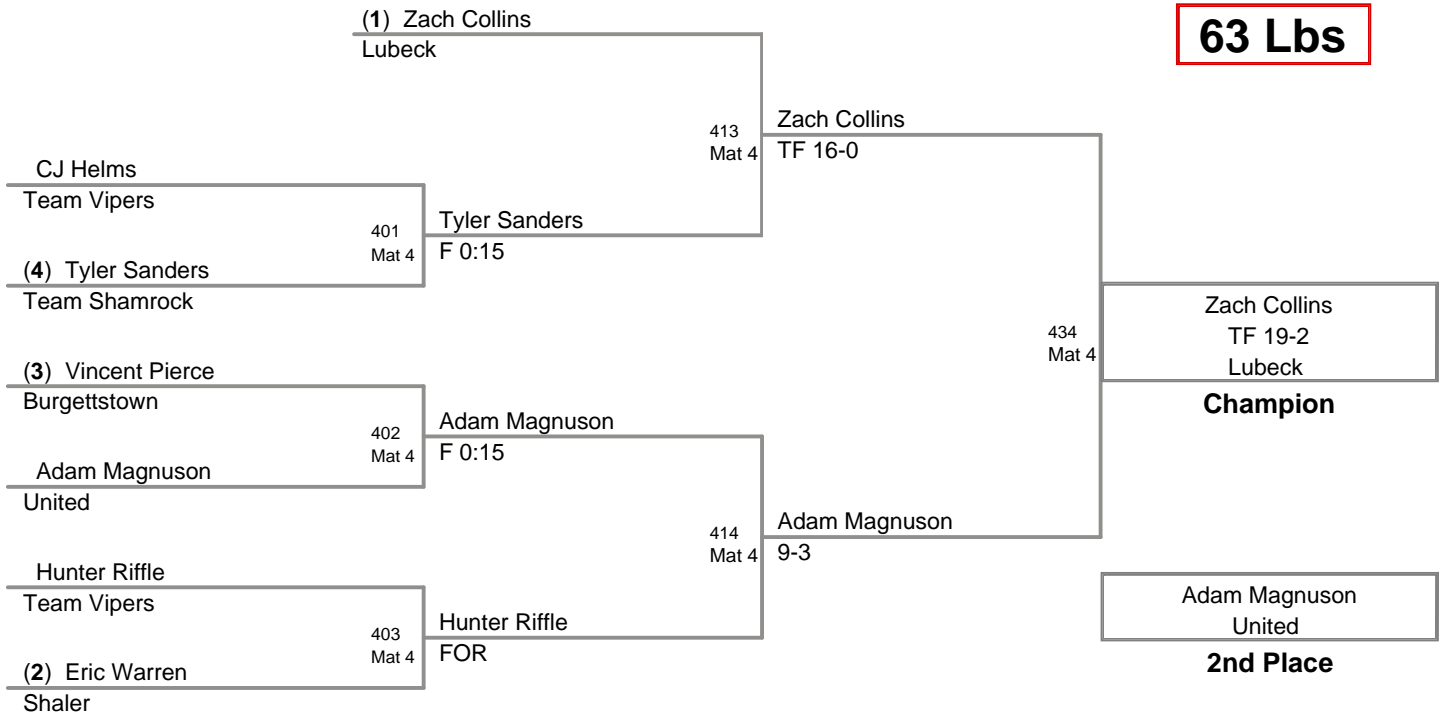 (1) Zach Collins
Lubeck
63 Lbs
413
Mat 4
Zach Collins
TF 16-0
CJ Helms
Team Vipers
401
Mat 4
Tyler Sanders
F 0:15
(4) Tyler Sanders
Team Shamrock
434
Mat 4
Zach Collins
TF 19-2
Lubeck
Champion
(3) Vincent Pierce
Burgettstown
402
Mat 4
Adam Magnuson
F 0:15
Adam Magnuson
United
414
Mat 4
Adam Magnuson
9-3
Hunter Riffle
Team Vipers
403
Mat 4
Hunter Riffle
FOR
(2) Eric Warren
Shaler
Adam Magnuson
United
2nd Place